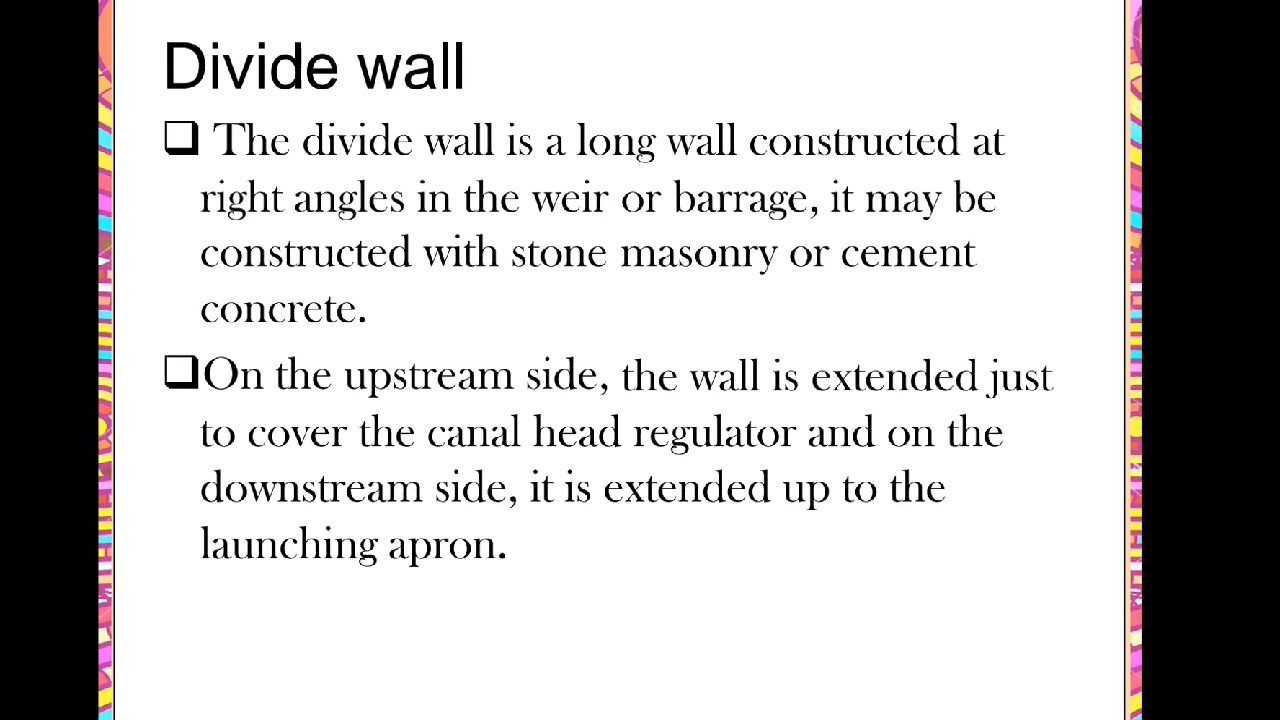 Divide wall
❑ The divide wall is a long wall constructed at
right angles in the weir or barrage, it may be
constructed with stone masonry or cement
concrete.
❑On the upstream side, the wall is extended just
to cover the canal head regulator and on the
downstream side, it is extended up to the
launching apron.